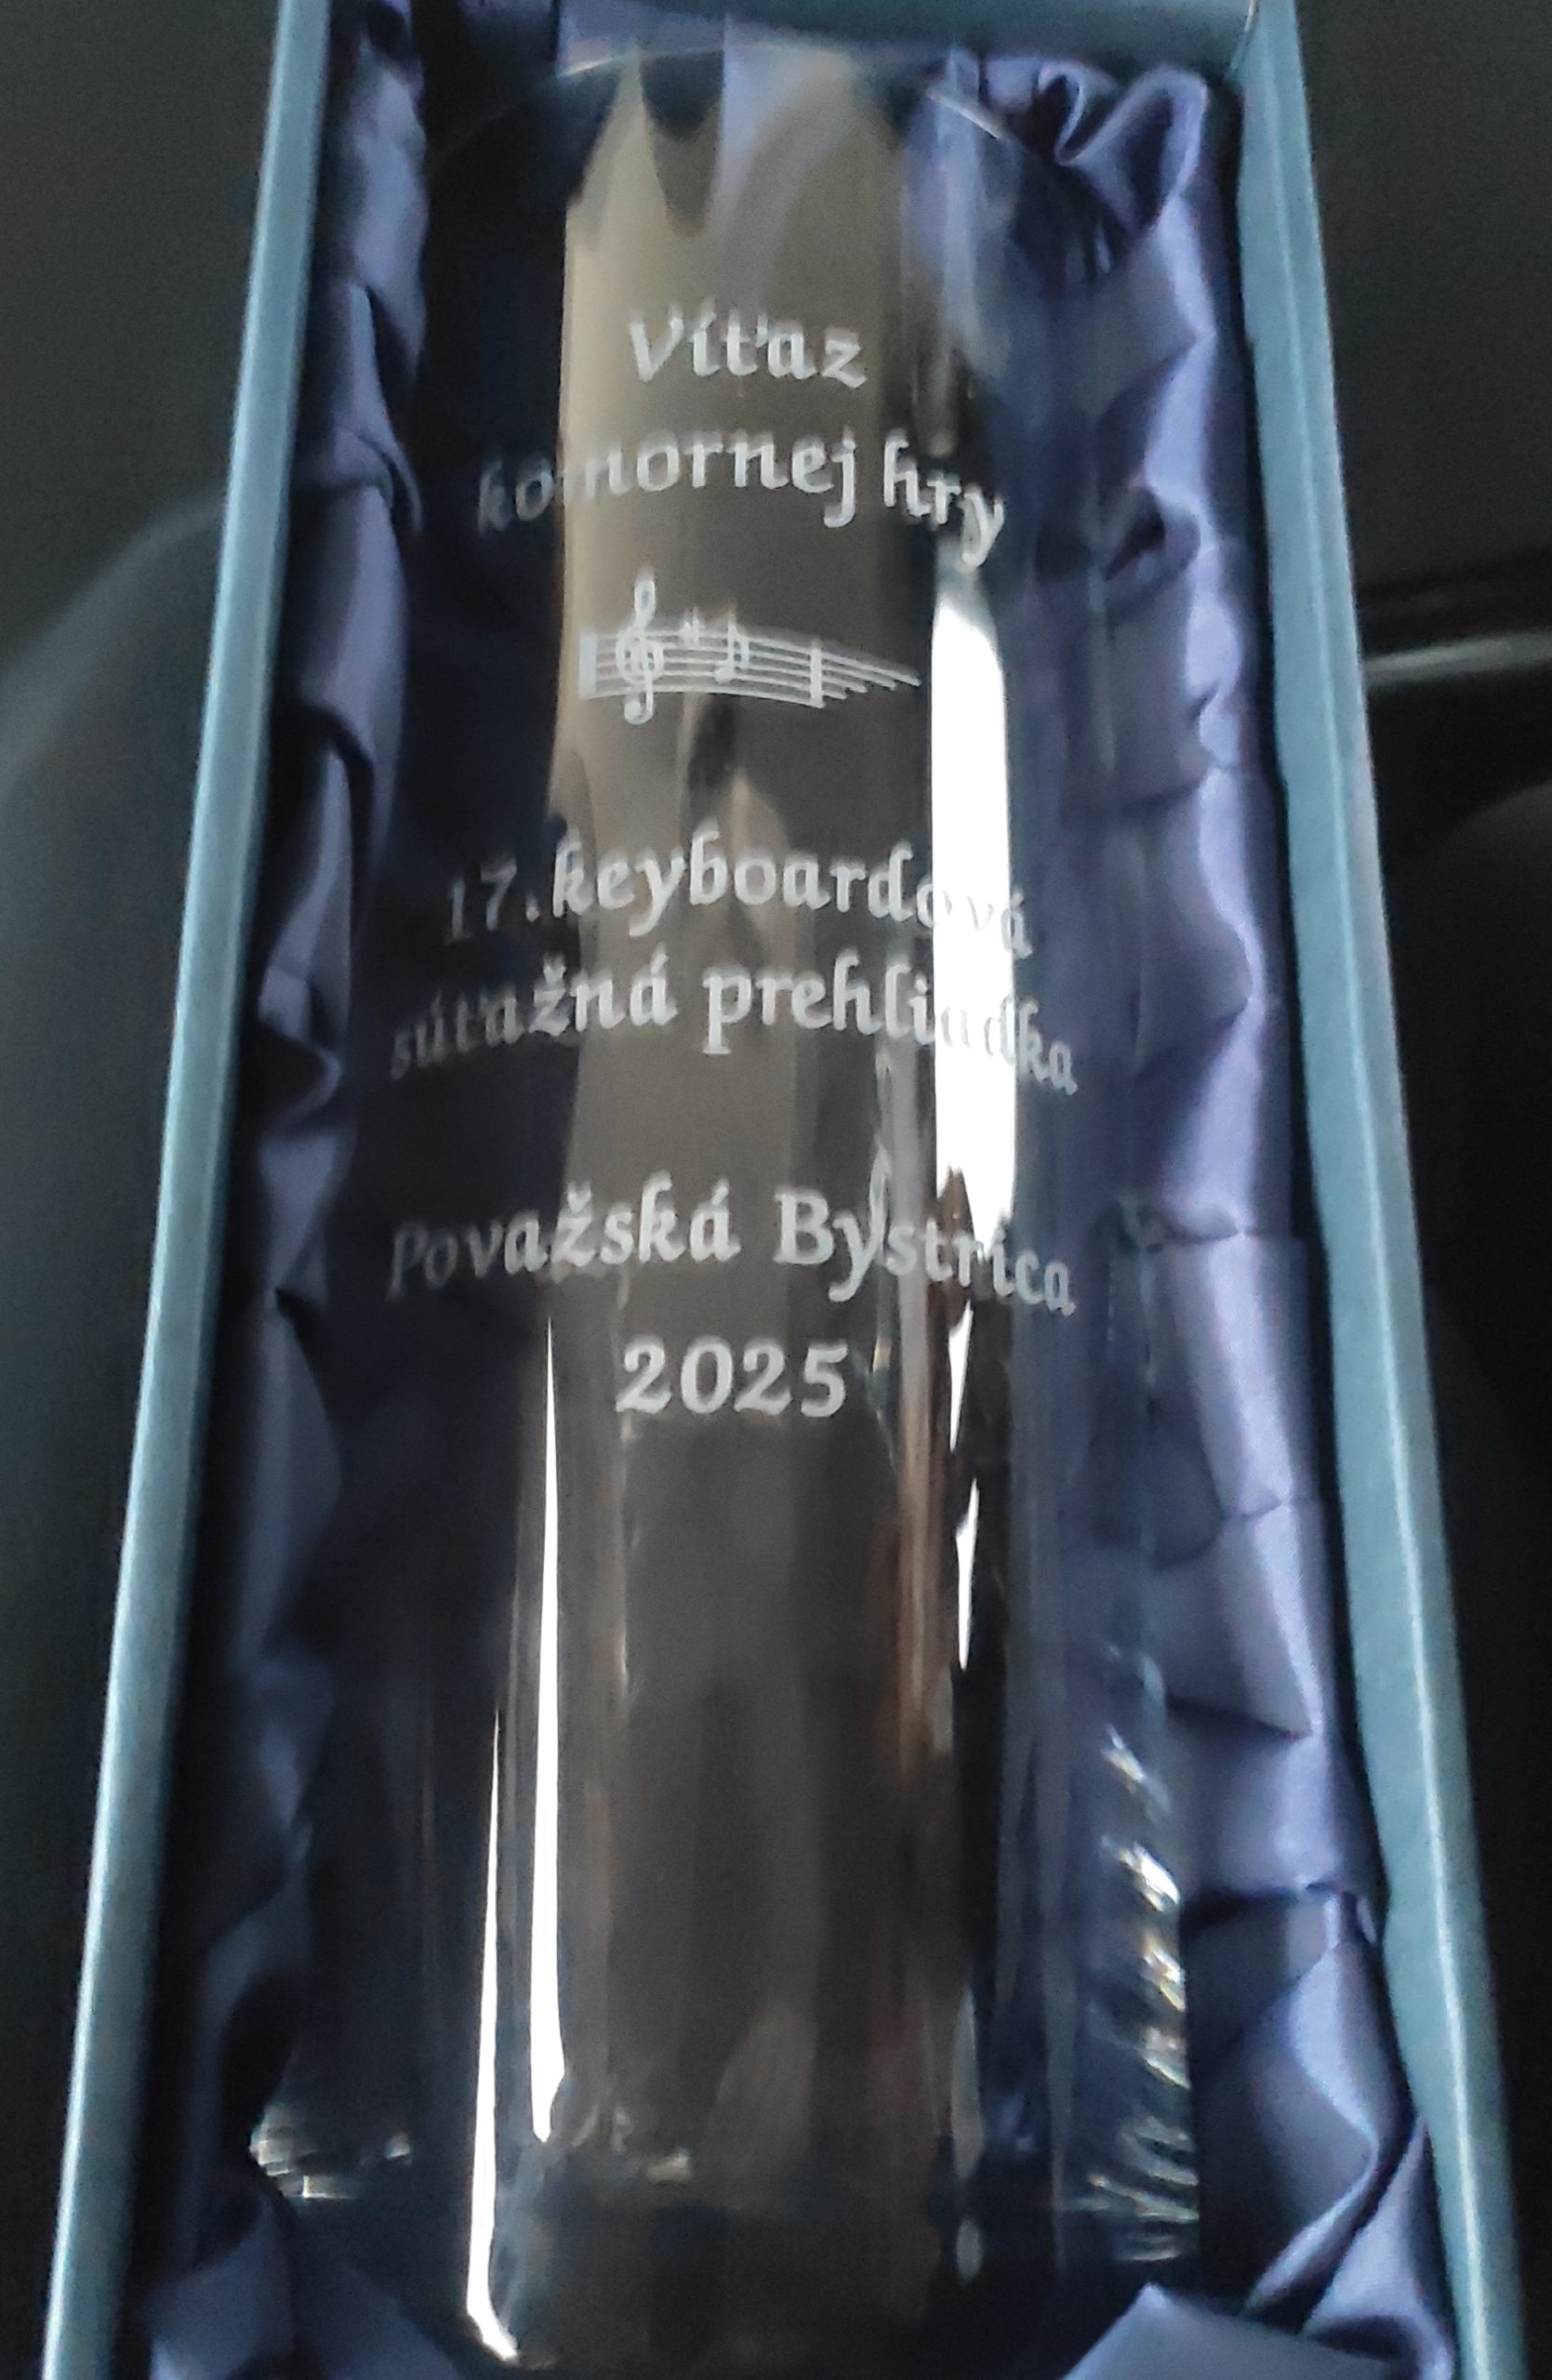 Víťaz
komornej hry
17. keyboardová
súťažná prehliadka
Považská Bystrica
2025